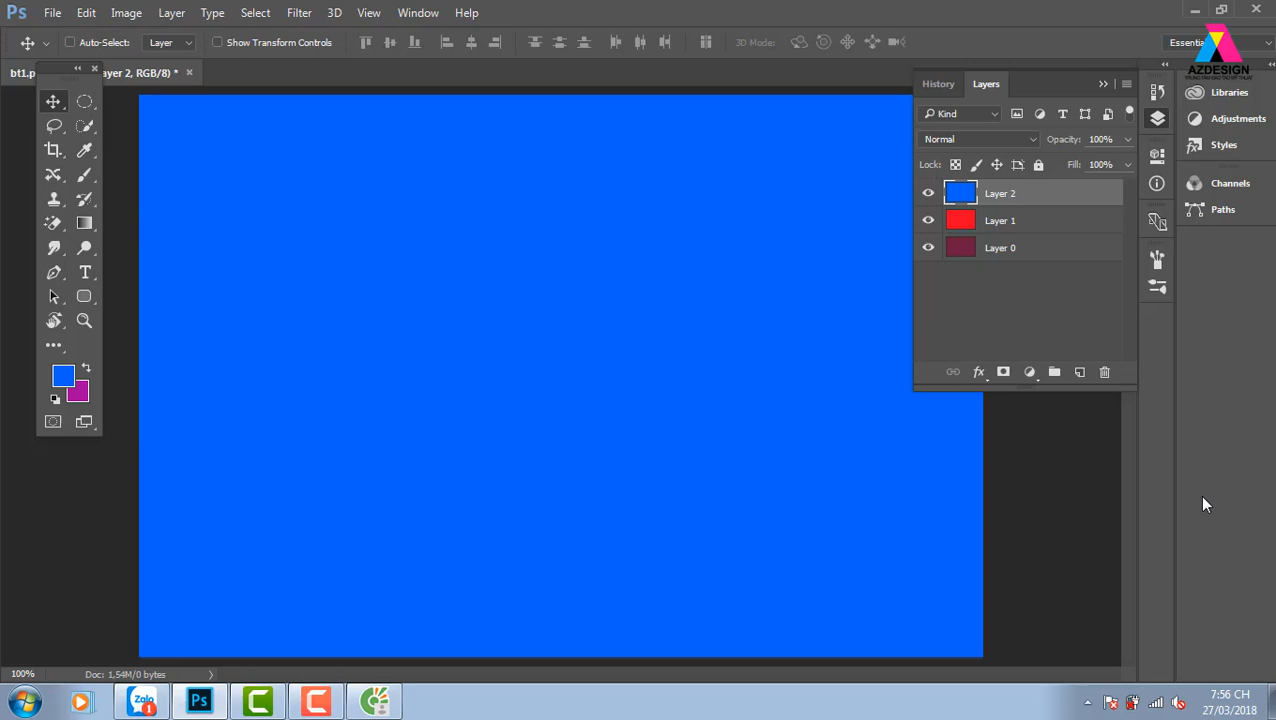 Ps File Edit Image Layer Type Select Filter 3D View Window Help
Auto-Select: Layer Show Transform Controls 3D Mode: Essenti
AZDESIGN
bt1.p ayer 2, RGB/8) *
History Layers
Libraries
Kind
Adjustments
Normal Opacity: 100%
Styles
Lock: Fill: 100%
Layer 2
Channels
Layer 1
Paths
Layer 0
fx
100% Doc: 1,54M/0 bytes
Zalo 1 Ps
7:56 CH
27/03/2018